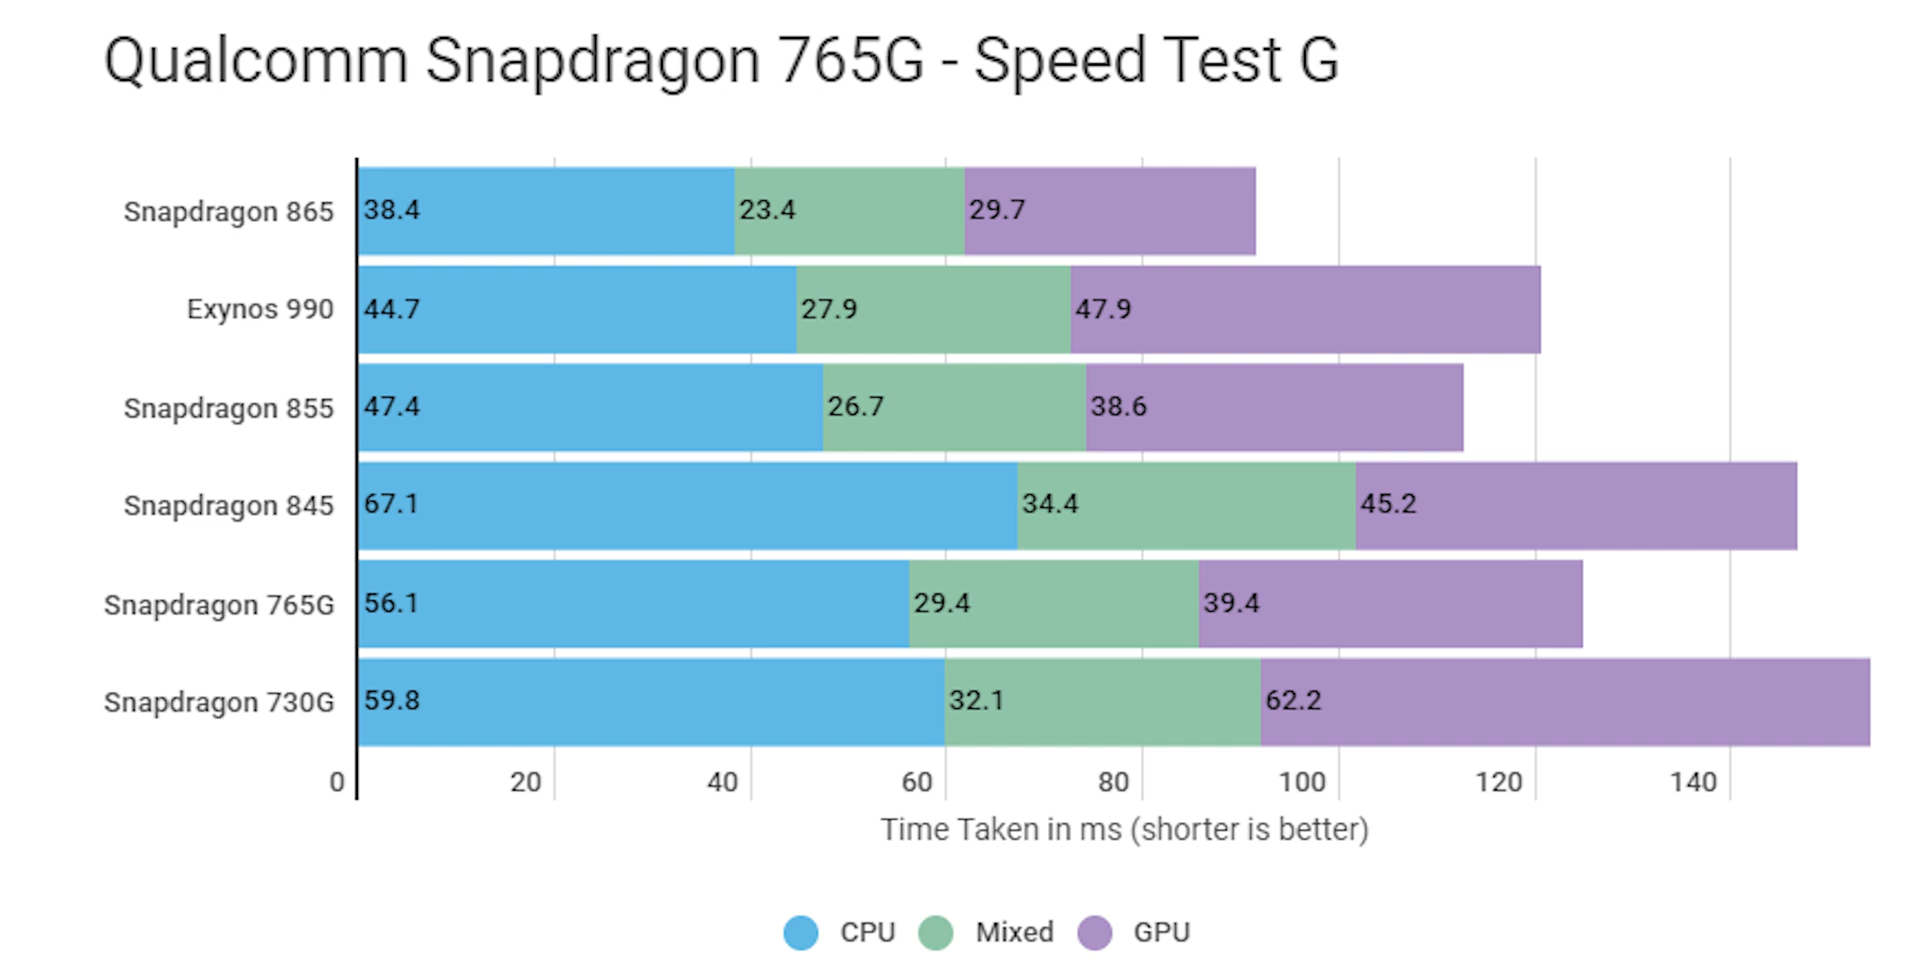 Qualcomm Snapdragon 765G - Speed Test G
Snapdragon 865 38.4 23.4 29.7
Exynos 990 44.7 27.9 47.9
Snapdragon 855 47.4 26.7 38.6
Snapdragon 845 67.1 34.4 45.2
Snapdragon 765G 56.1 29.4 39.4
Snapdragon 730G 59.8 32.1 62.2
0 20 40 60 80 100 120 140
Time Taken in ms (shorter is better)
CPU Mixed GPU